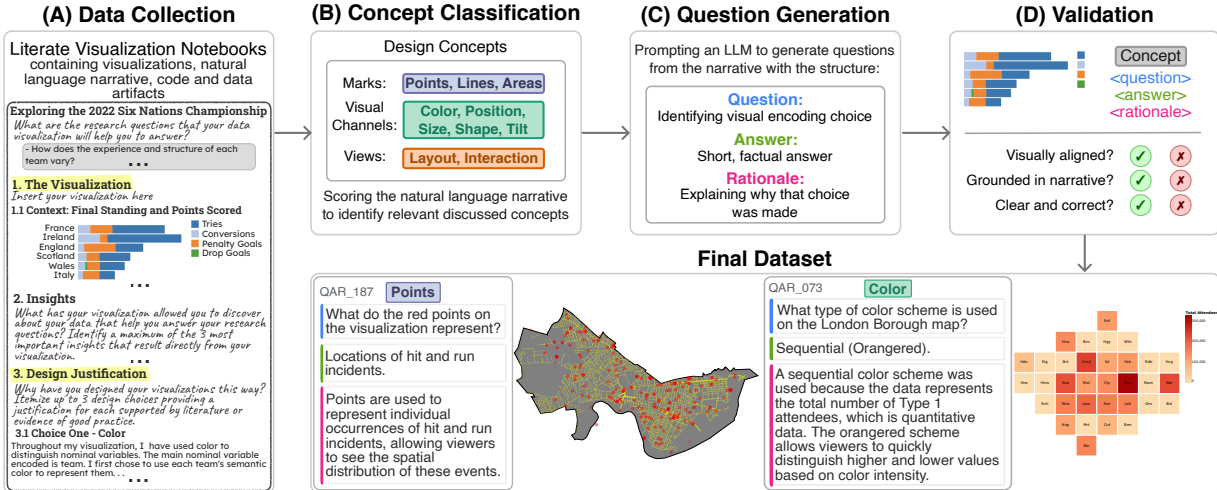 (A) Data Collection
Literate Visualization Notebooks
containing visualizations, natural
language narrative, code and data
artifacts
Exploring the 2022 Six Nations Championship
What are the research questions that your data
visualization will help you to answer?
- How does the experience and structure of each
team vary?
...
1. The Visualization
Insert your visualization here
1.1 Context: Final Standing and Points Scored
France
Ireland
England
Scotland
Wales
Italy
Tries
Conversions
Penalty Goals
Drop Goals
...
2. Insights
What has your visualization allowed you to discover
about your data that help you answer your research
questions? Identify a maximum of the 3 most
important insights that result directly from your
visualization.
3. Design Justification
Why have you designed your visualizations this way?
Itemize up to 3 design choices providing a
justification for each supported by literature or
evidence of good practice.
3.1 Choice One - Color
Throughout my visualization, I have used color to
distinguish nominal variables. The main nominal variable
encoded is team. I first chose to use each team's semantic
color to represent them. . .
...
(B) Concept Classification
Design Concepts
Marks:
Points, Lines, Areas
Visual
Channels:
Color, Position,
Size, Shape, Tilt
Views:
Layout, Interaction
Scoring the natural language narrative
to identify relevant discussed concepts
(C) Question Generation
Prompting an LLM to generate questions
from the narrative with the structure:
Question:
Identifying visual encoding choice
Answer:
Short, factual answer
Rationale:
Explaining why that choice
was made
(D) Validation
Concept
<question>
<answer>
<rationale>
Visually aligned? ✓ ✗
Grounded in narrative? ✓ ✗
Clear and correct? ✓ ✗
Final Dataset
QAR_187
Points
What do the red points on
the visualization represent?
Locations of hit and run
incidents.
Points are used to
represent individual
occurrences of hit and run
incidents, allowing viewers
to see the spatial
distribution of these events.
QAR_073
Color
What type of color scheme is used
on the London Borough map?
Sequential (Orangered).
A sequential color scheme was
used because the data represents
the total number of Type 1
attendees, which is quantitative
data. The orangered scheme
allows viewers to quickly
distinguish higher and lower values
based on color intensity.